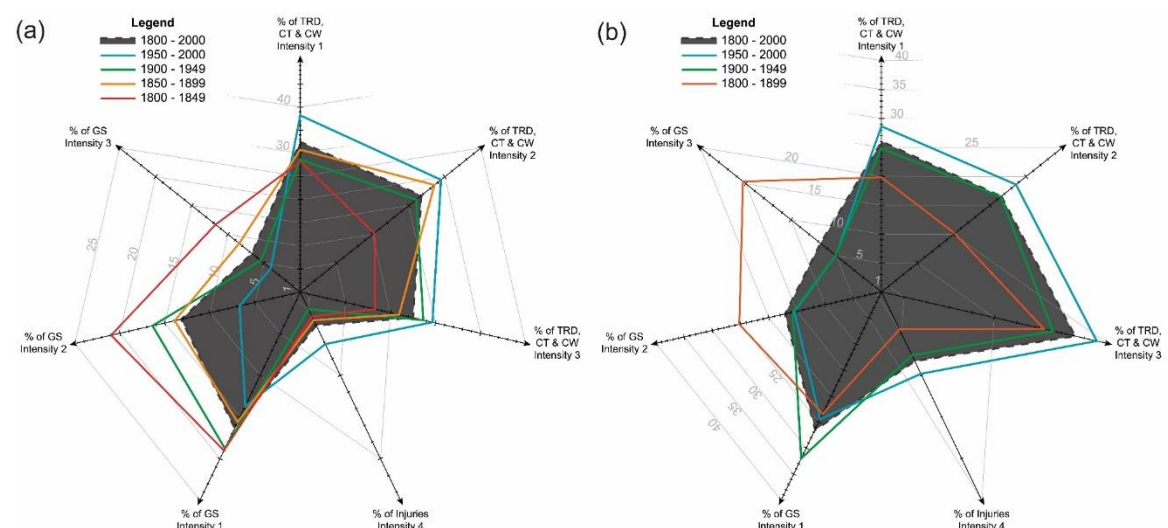 (a)
Legend
1800 - 2000
1950 - 2000
1900 - 1949
1850 - 1899
1800 - 1849
% of TRD,
CT & CW
Intensity 1
40
30
% of TRD,
CT & CW
Intensity 2
% of TRD,
CT & CW
Intensity 3
% of Injuries
Intensity 4
% of GS
Intensity 1
% of GS
Intensity 2
% of GS
Intensity 3
25
20
15
10
5
1
(b)
Legend
1800 - 2000
1950 - 2000
1900 - 1949
1800 - 1899
% of TRD,
CT & CW
Intensity 1
40
35
30
25
% of TRD,
CT & CW
Intensity 2
% of TRD,
CT & CW
Intensity 3
% of Injuries
Intensity 4
% of GS
Intensity 1
% of GS
Intensity 2
% of GS
Intensity 3
20
15
10
5
1
25
30
35
40